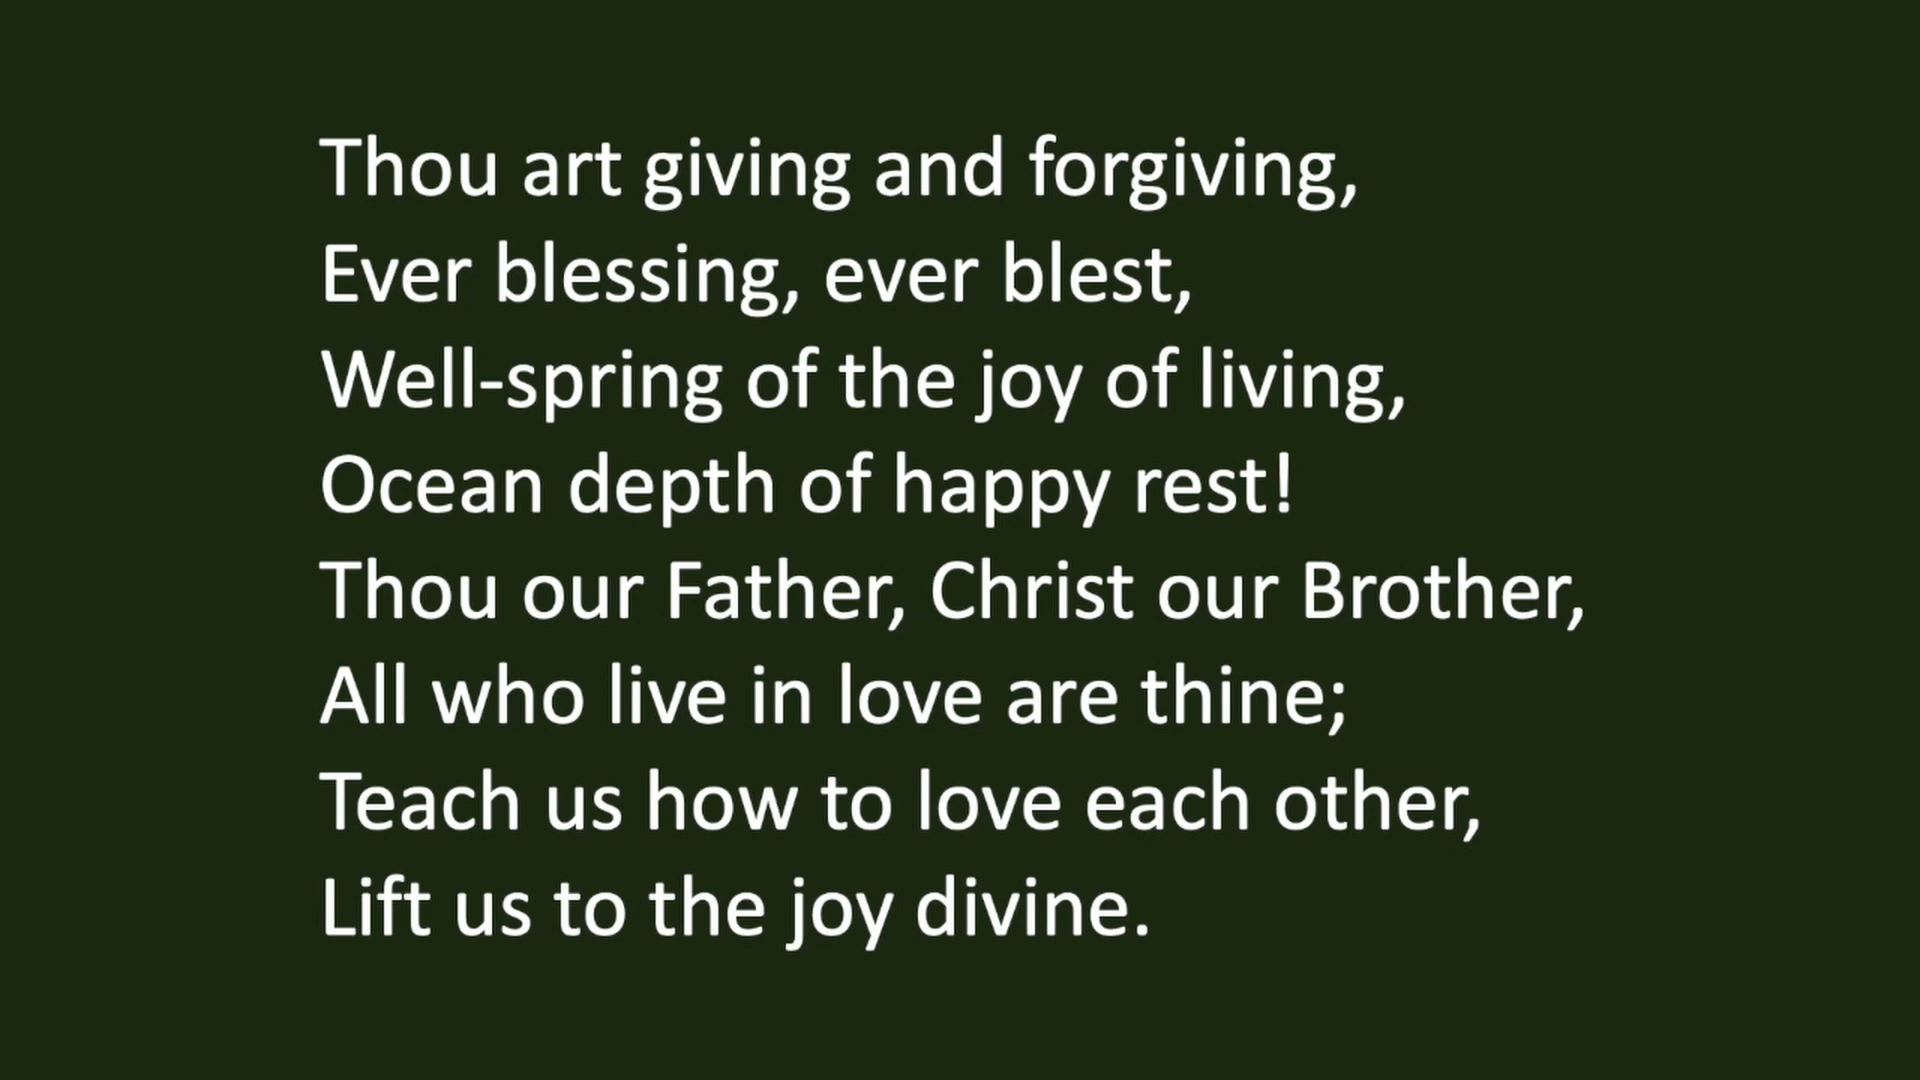 Thou art giving and forgiving,
Ever blessing, ever blest,
Well-spring of the joy of living,
Ocean depth of happy rest!
Thou our Father, Christ our Brother,
All who live in love are thine;
Teach us how to love each other,
Lift us to the joy divine.